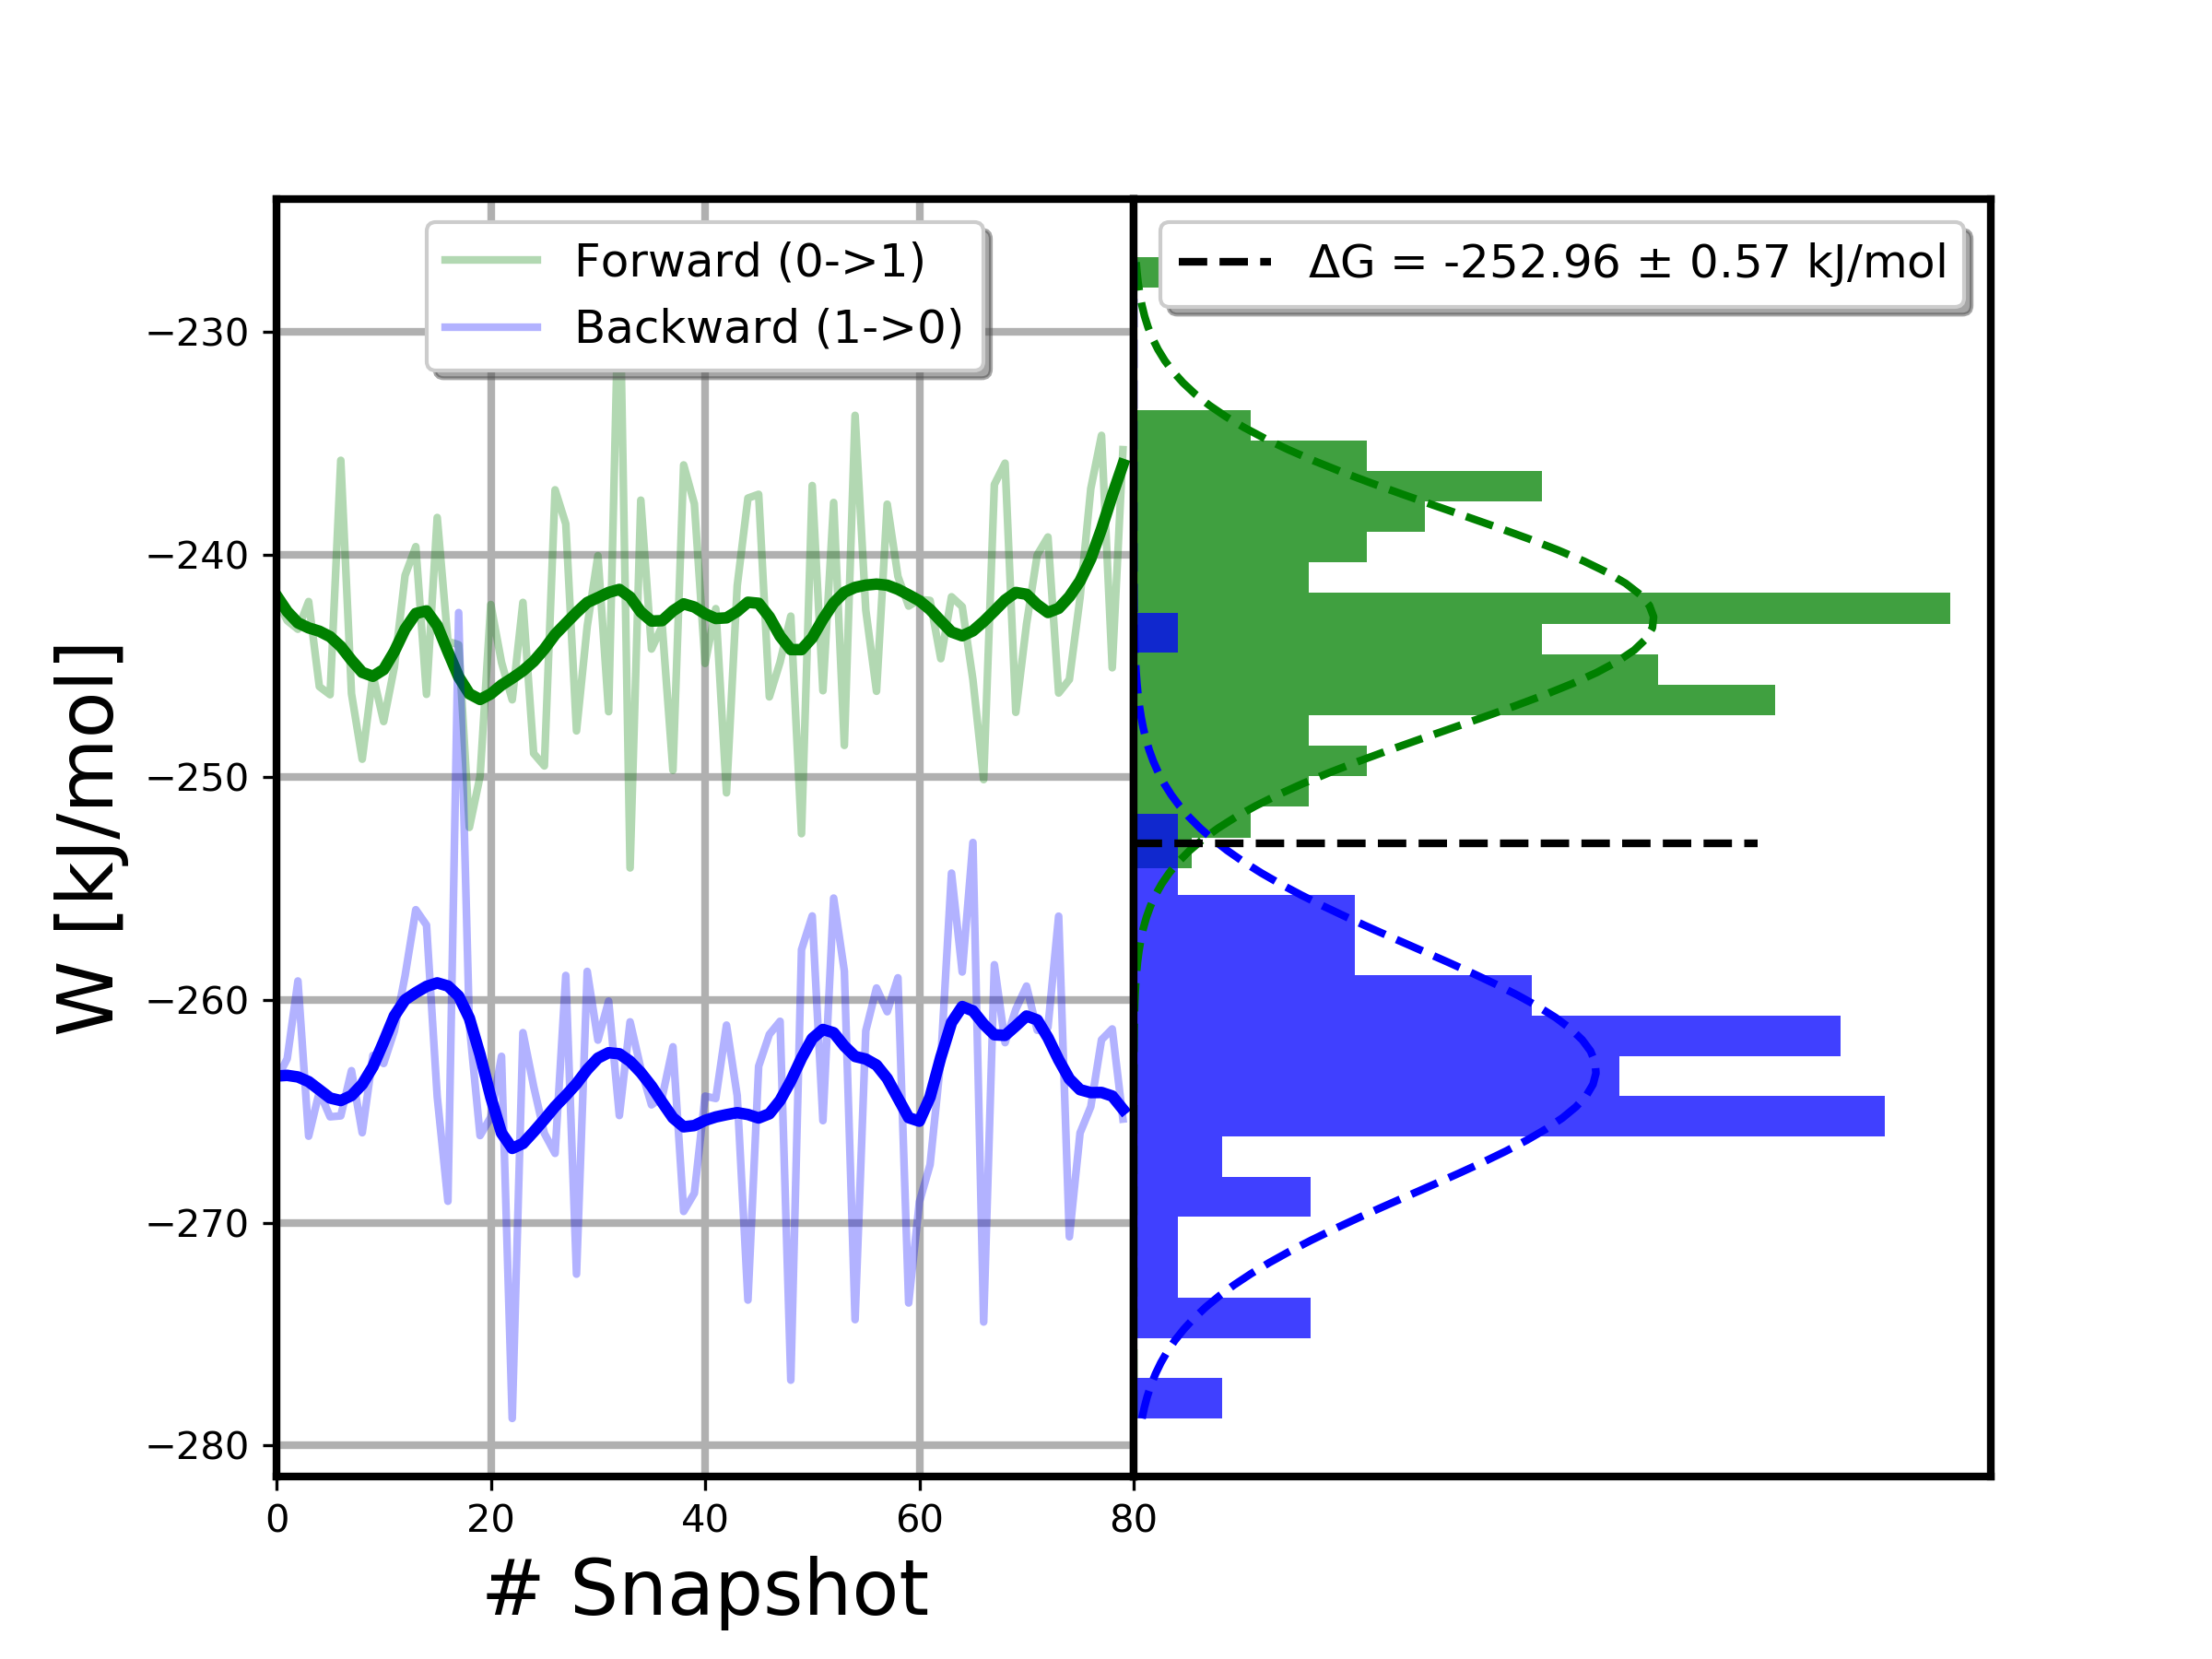 Forward (0->1)
Backward (1->0)
ΔG = -252.96 ± 0.57 kJ/mol
−230
−240
−250
−260
−270
−280
W [kJ/mol]
0 20 40 60 80
# Snapshot